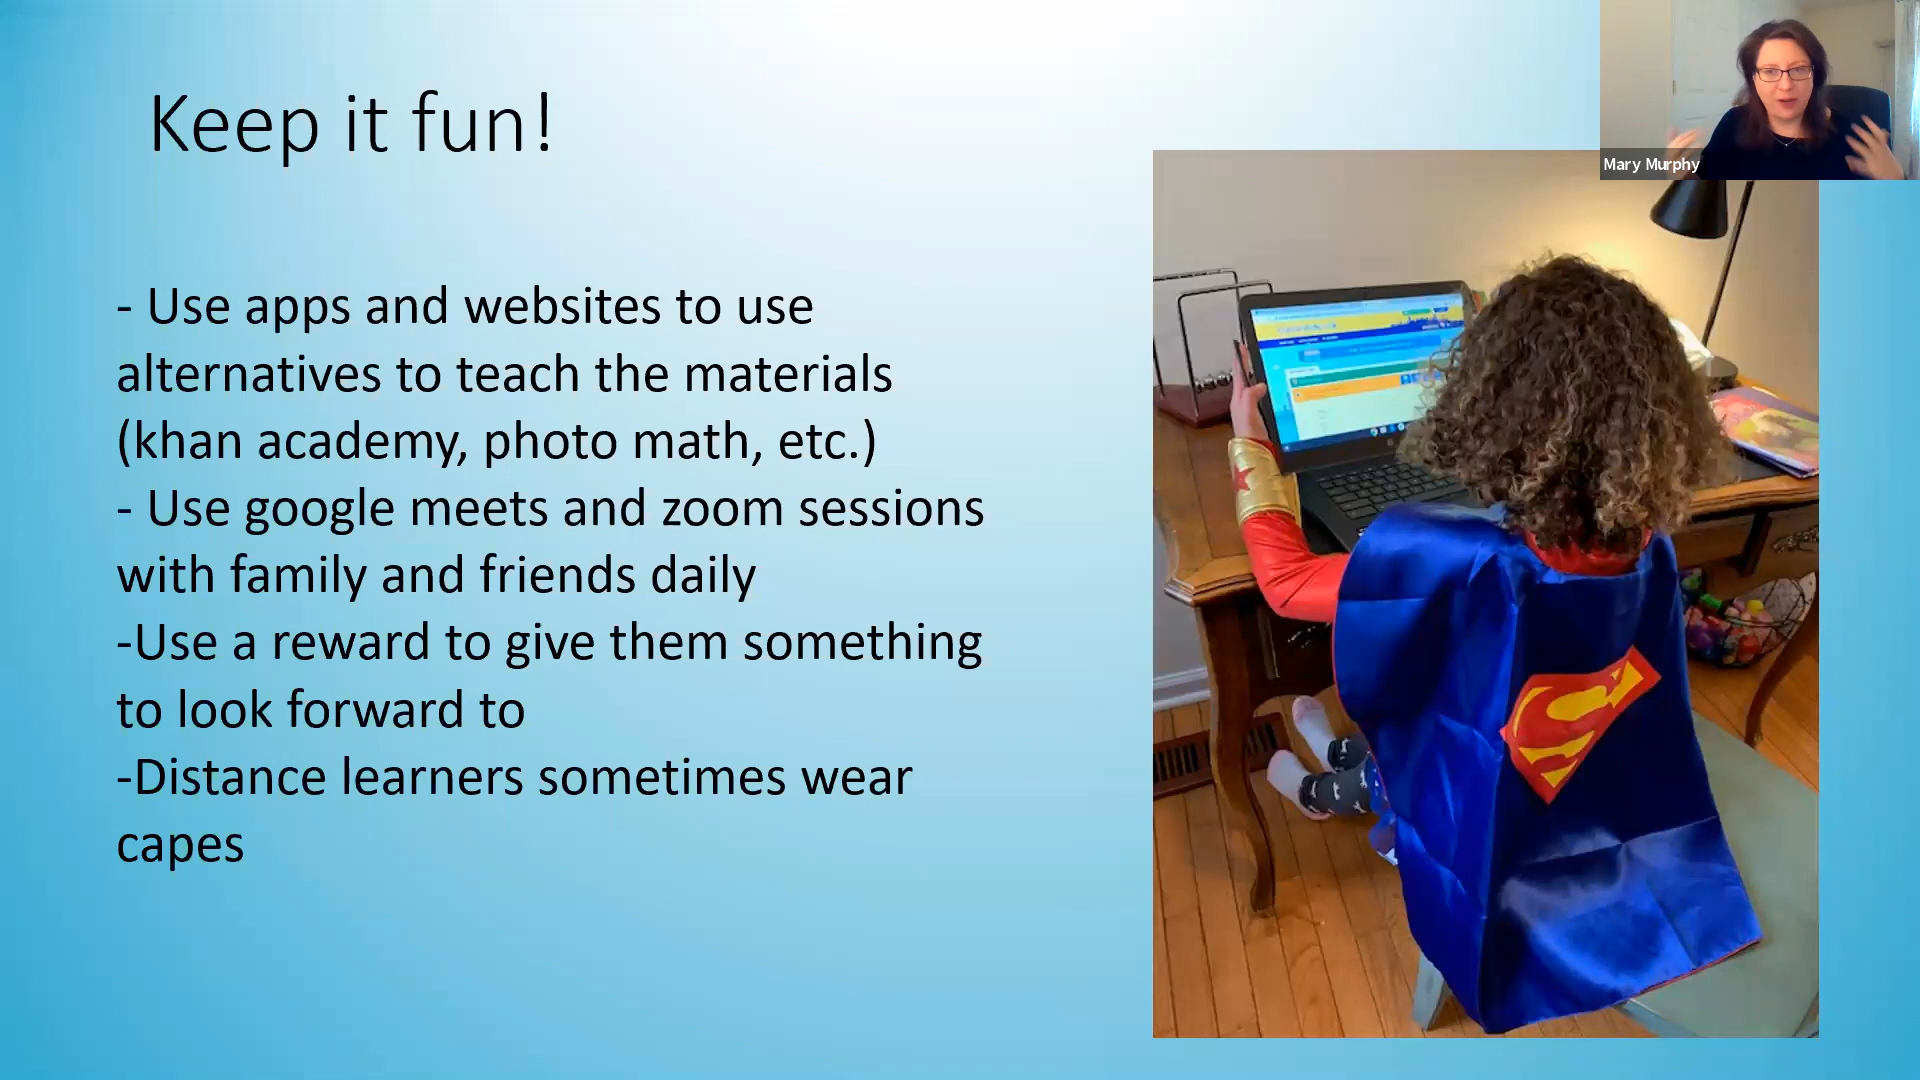 Keep it fun!
Mary Murphy
- Use apps and websites to use
alternatives to teach the materials
(khan academy, photo math, etc.)
- Use google meets and zoom sessions
with family and friends daily
-Use a reward to give them something
to look forward to
-Distance learners sometimes wear
capes